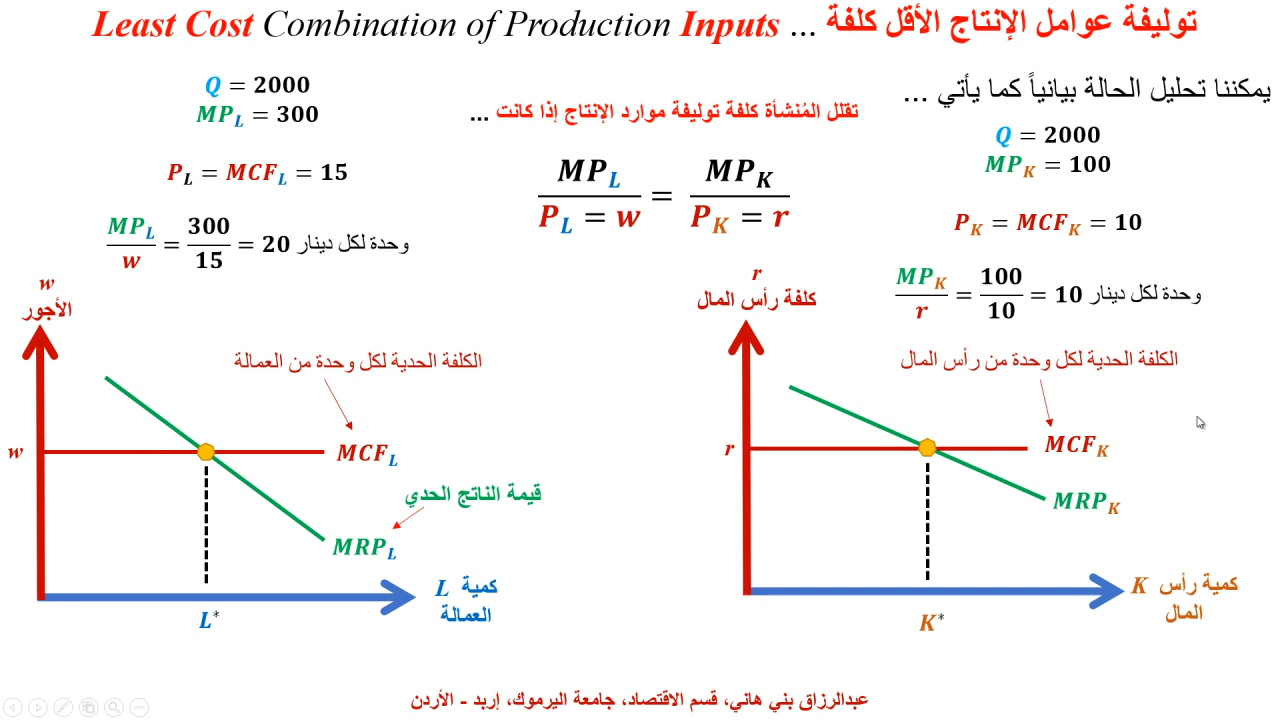 Least Cost Combination of Production Inputs ... توليفة عوامل الإنتاج الأقل كلفة
يمكننا تحليل الحالة بيانياً كما يأتي ...
Q = 2000
MP_L = 300
P_L = MCF_L = 15
MP_L / w = 300 / 15 = 20 وحدة لكل دينار
تقلل المُنشأة كلفة توليفة موارد الإنتاج إذا كانت ...
MP_L / P_L = w = MP_K / P_K = r
Q = 2000
MP_K = 100
P_K = MCF_K = 10
MP_K / r = 100 / 10 = 10 وحدة لكل دينار
w
الأجور
الكلفة الحدية لكل وحدة من العمالة
w
MCF_L
قيمة الناتج الحدي
MRP_L
كمية L
العمالة
L*
r
كلفة رأس المال
الكلفة الحدية لكل وحدة من رأس المال
r
MCF_K
MRP_K
كمية رأس K
المال
K*
عبدالرزاق بني هاني، قسم الاقتصاد، جامعة اليرموك، إربد - الأردن